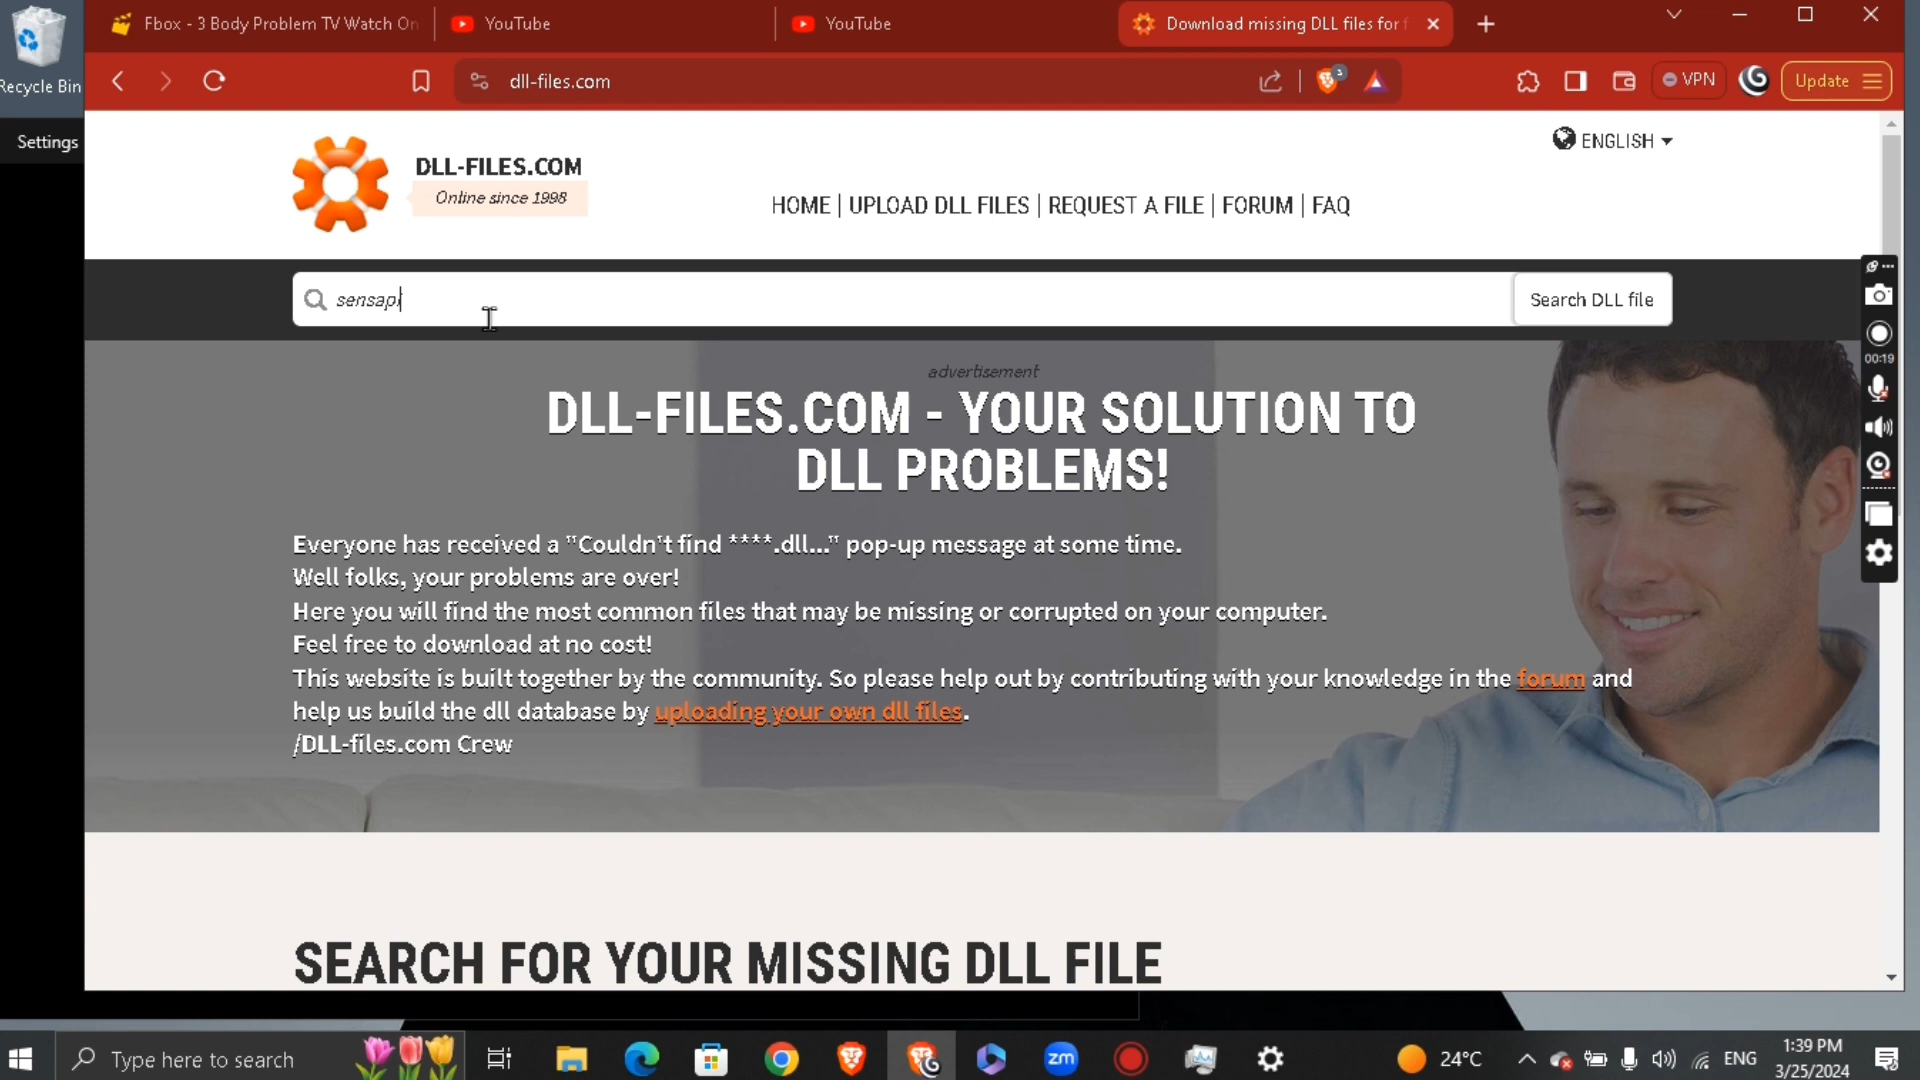 Recycle Bin
Settings
Fbox - 3 Body Problem TV Watch On
YouTube
YouTube
Download missing DLL files for f
dll-files.com
3
VPN
Update
DLL-FILES.COM
Online since 1998
ENGLISH
HOME | UPLOAD DLL FILES | REQUEST A FILE | FORUM | FAQ
sensapi
Search DLL file
00:19
advertisement
DLL-FILES.COM - YOUR SOLUTION TO
DLL PROBLEMS!
Everyone has received a "Couldn't find ****.dll..." pop-up message at some time.
Well folks, your problems are over!
Here you will find the most common files that may be missing or corrupted on your computer.
Feel free to download at no cost!
This website is built together by the community. So please help out by contributing with your knowledge in the forum and
help us build the dll database by uploading your own dll files.
/DLL-files.com Crew
SEARCH FOR YOUR MISSING DLL FILE
Type here to search
zm
24°C
ENG
1:39 PM
3/25/2024